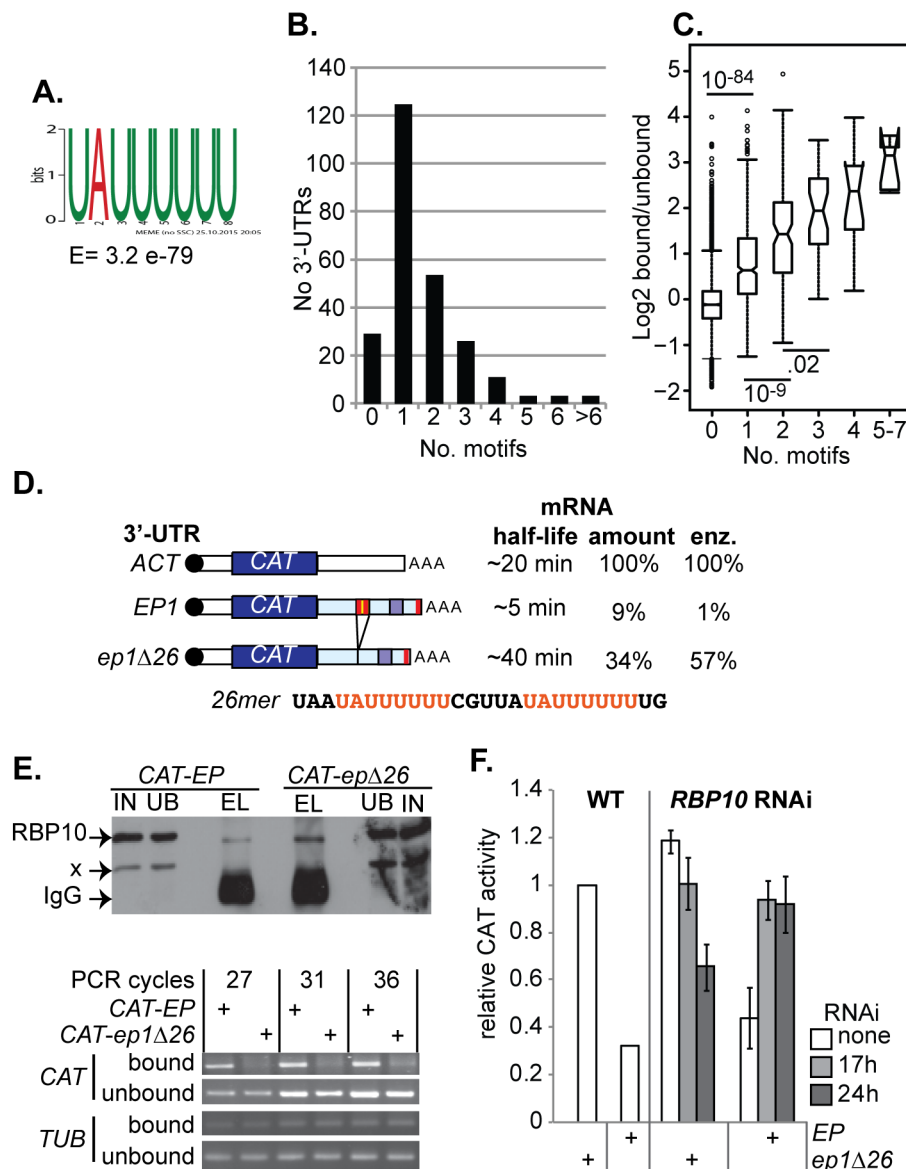 A.
2
1
0
bits
UAUUUUUU
1 2 3 4 5 6 7 8
MEME (no SSC) 25.10.2015 20:05
E= 3.2 e-79
B.
No 3'-UTRs
140
120
100
80
60
40
20
0
0 1 2 3 4 5 6 >6
No. motifs
C.
Log2 bound/unbound
5
4
3
2
1
0
−1
−2
10-84
.02
10-9
0 1 2 3 4 5-7
No. motifs
D.
mRNA
3'-UTR half-life amount enz.
ACT CAT AAA ~20 min 100% 100%
EP1 CAT AAA ~5 min 9% 1%
ep1Δ26 CAT AAA ~40 min 34% 57%
26mer UAAUAUUUUUUCGUUAUAUUUUUUUG
E.
CAT-EP CAT-epΔ26
IN UB EL EL UB IN
RBP10
x
IgG
PCR cycles 27 31 36
CAT-EP + + +
CAT-ep1Δ26 + + +
CAT bound
unbound
TUB bound
unbound
F.
WT RBP10 RNAi
relative CAT activity
1.4
1.2
1
0.8
0.6
0.4
0.2
0
RNAi
none
17h
24h
+ + EP
+ + ep1Δ26